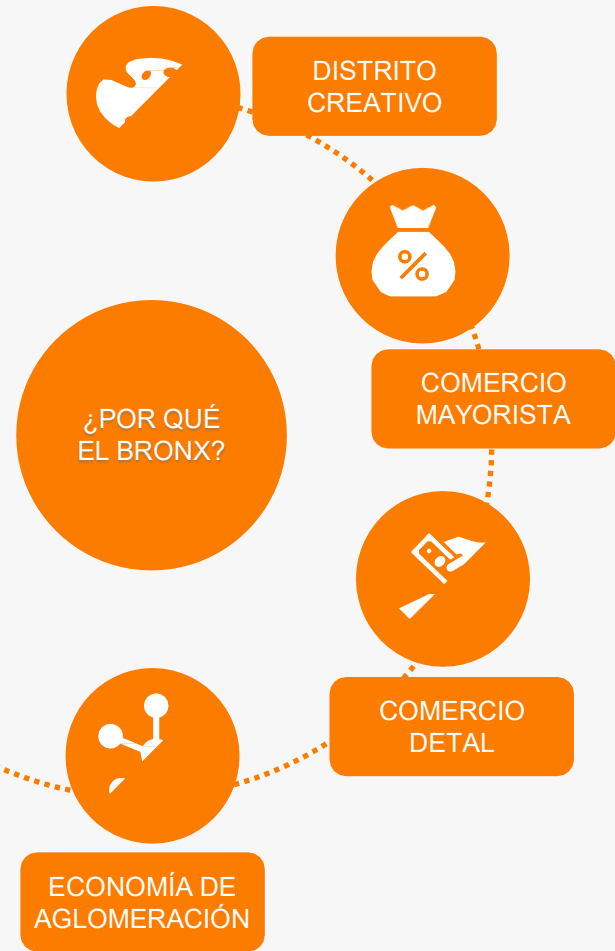 DISTRITO
CREATIVO
%
COMERCIO
MAYORISTA
¿POR QUÉ
EL BRONX?
COMERCIO
DETAL
ECONOMÍA DE
AGLOMERACIÓN